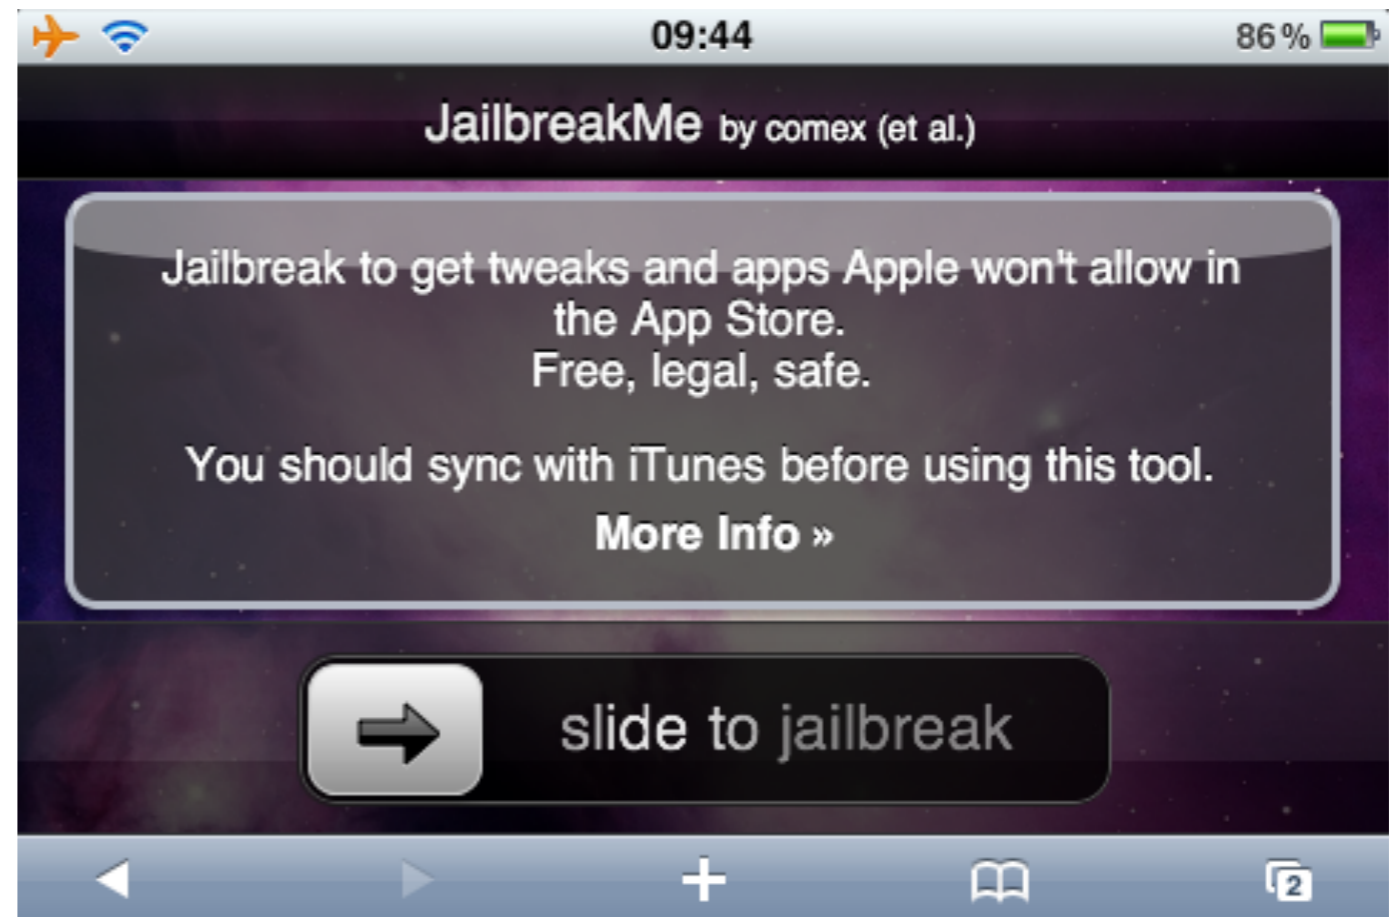 09:44
86%
JailbreakMe by comex (et al.)
Jailbreak to get tweaks and apps Apple won't allow in
the App Store.
Free, legal, safe.
You should sync with iTunes before using this tool.
More Info »
slide to jailbreak
2